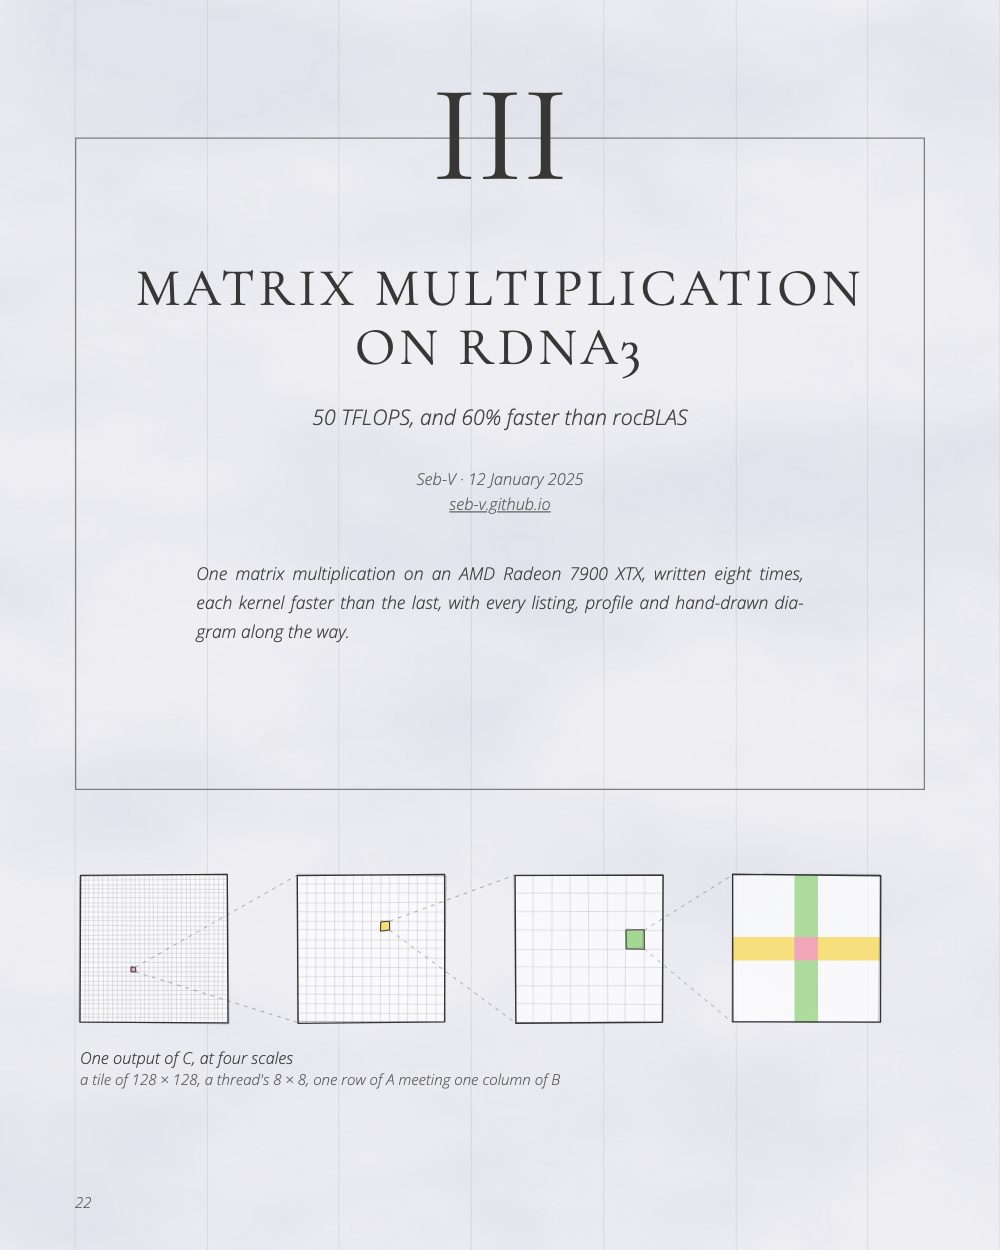 III
MATRIX MULTIPLICATION
ON RDNA3
50 TFLOPS, and 60% faster than rocBLAS
Seb-V · 12 January 2025
seb-v.github.io
One matrix multiplication on an AMD Radeon 7900 XTX, written eight times,
each kernel faster than the last, with every listing, profile and hand-drawn dia-
gram along the way.
One output of C, at four scales
a tile of 128 × 128, a thread's 8 × 8, one row of A meeting one column of B
22